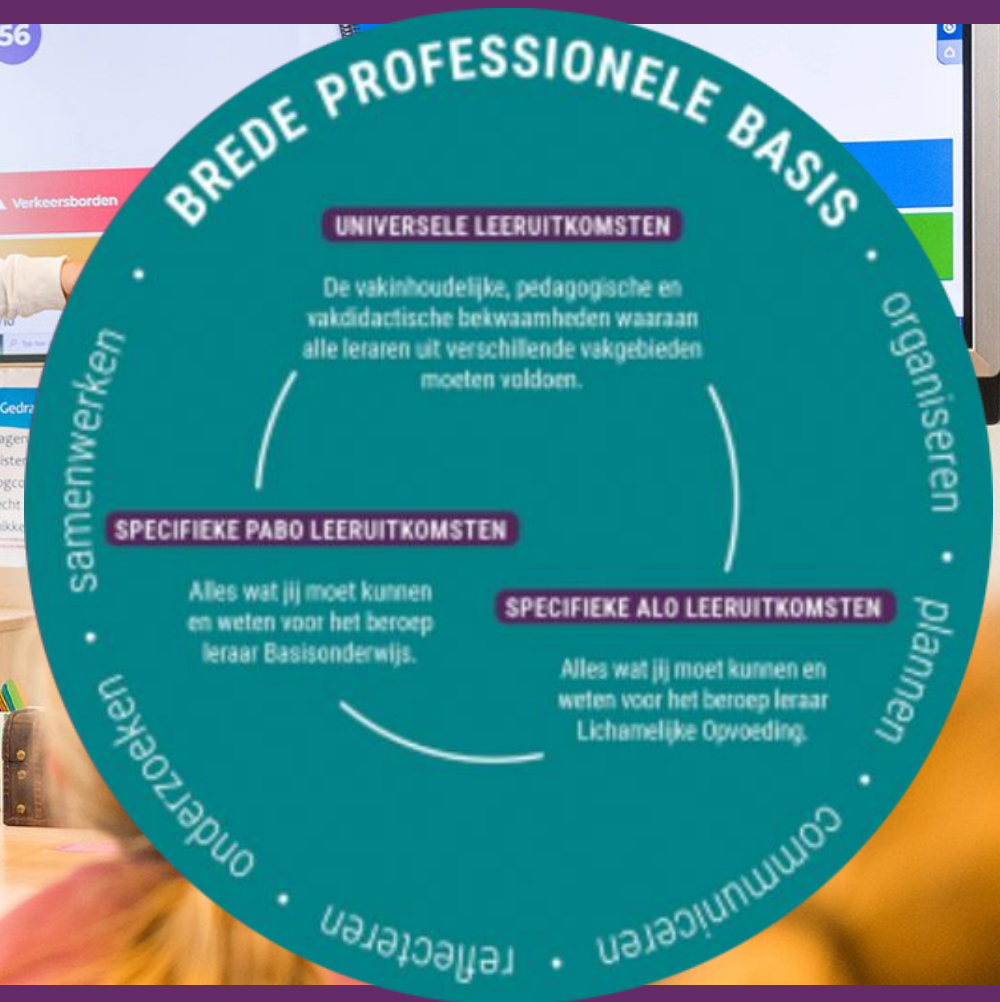 56
Verkeersborden
Gedra
BREDE PROFESSIONELE BASIS
UNIVERSELE LEERUITKOMSTEN
De vakinhoudelijke, pedagogische en
vakdidactische bekwaamheden waaraan
alle leraren uit verschillende vakgebieden
moeten voldoen.
SPECIFIEKE PABO LEERUITKOMSTEN
Alles wat jij moet kunnen
en weten voor het beroep
leraar Basisonderwijs.
SPECIFIEKE ALO LEERUITKOMSTEN
Alles wat jij moet kunnen en
weten voor het beroep leraar
Lichamelijke Opvoeding.
organiseren
plannen
communiceren
reflecteren
onderzoeken
samenwerken